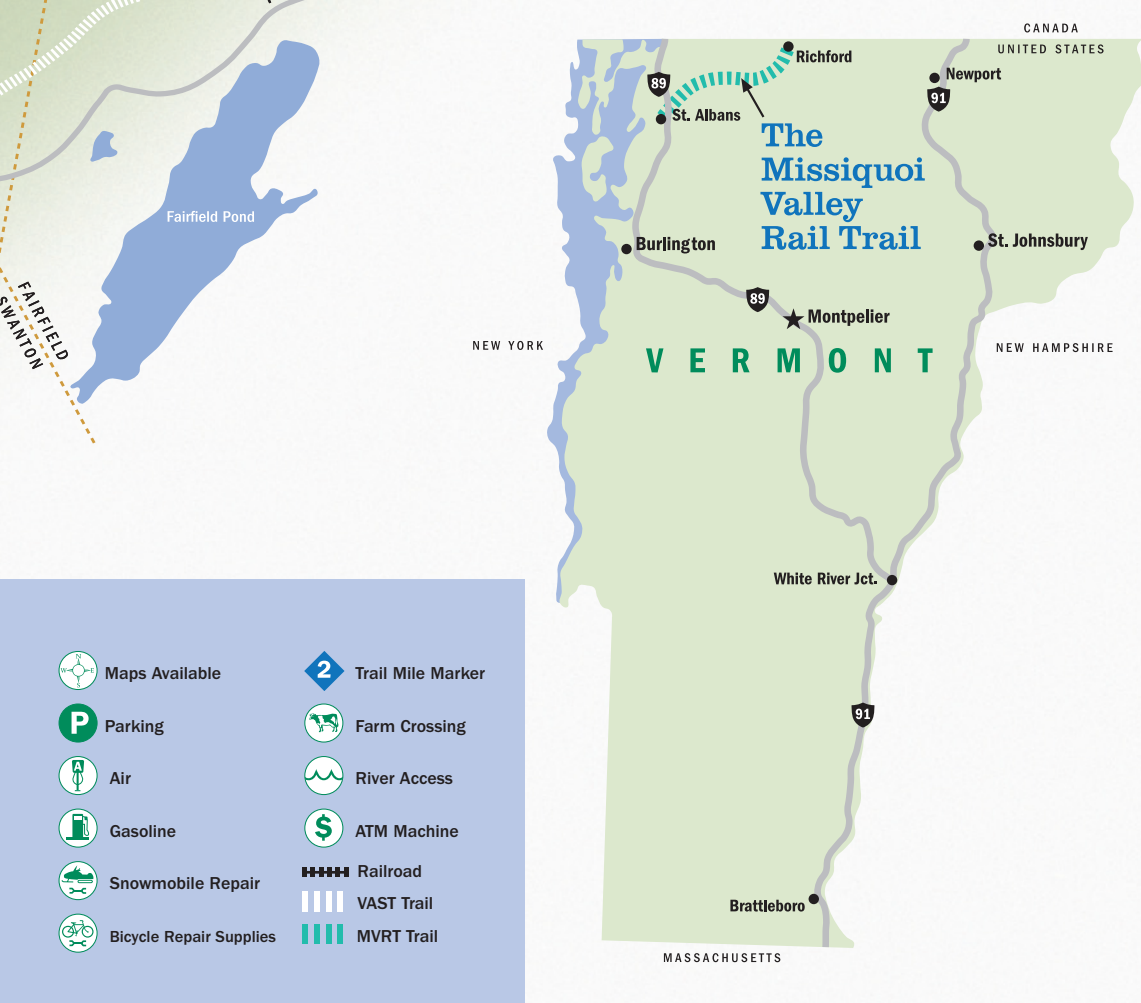 CANADA
UNITED STATES
Richford
Newport
89
91
St. Albans
The
Missiquoi
Valley
Rail Trail
Fairfield Pond
Burlington
St. Johnsbury
FAIRFIELD
SWANTON
89
Montpelier
NEW YORK
NEW HAMPSHIRE
VERMONT
White River Jct.
91
Brattleboro
MASSACHUSETTS
N
W E
S
Maps Available
P Parking
A Air
Gasoline
Snowmobile Repair
Bicycle Repair Supplies
2 Trail Mile Marker
Farm Crossing
River Access
$ ATM Machine
Railroad
VAST Trail
MVRT Trail